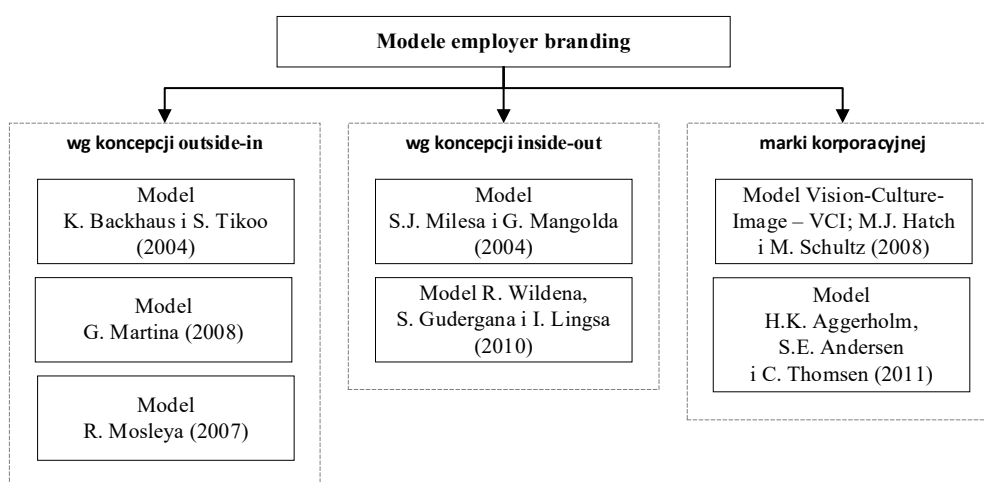 Modele employer branding
wg koncepcji outside-in
Model
K. Backhaus i S. Tikoo
(2004)
Model
G. Martina (2008)
Model
R. Mosleya (2007)
wg koncepcji inside-out
Model
S.J. Milesa i G. Mangolda
(2004)
Model R. Wildena,
S. Gudergana i I. Lingsa
(2010)
marki korporacyjnej
Model Vision-Culture-
Image – VCI; M.J. Hatch
i M. Schultz (2008)
Model
H.K. Aggerholm,
S.E. Andersen
i C. Thomsen (2011)